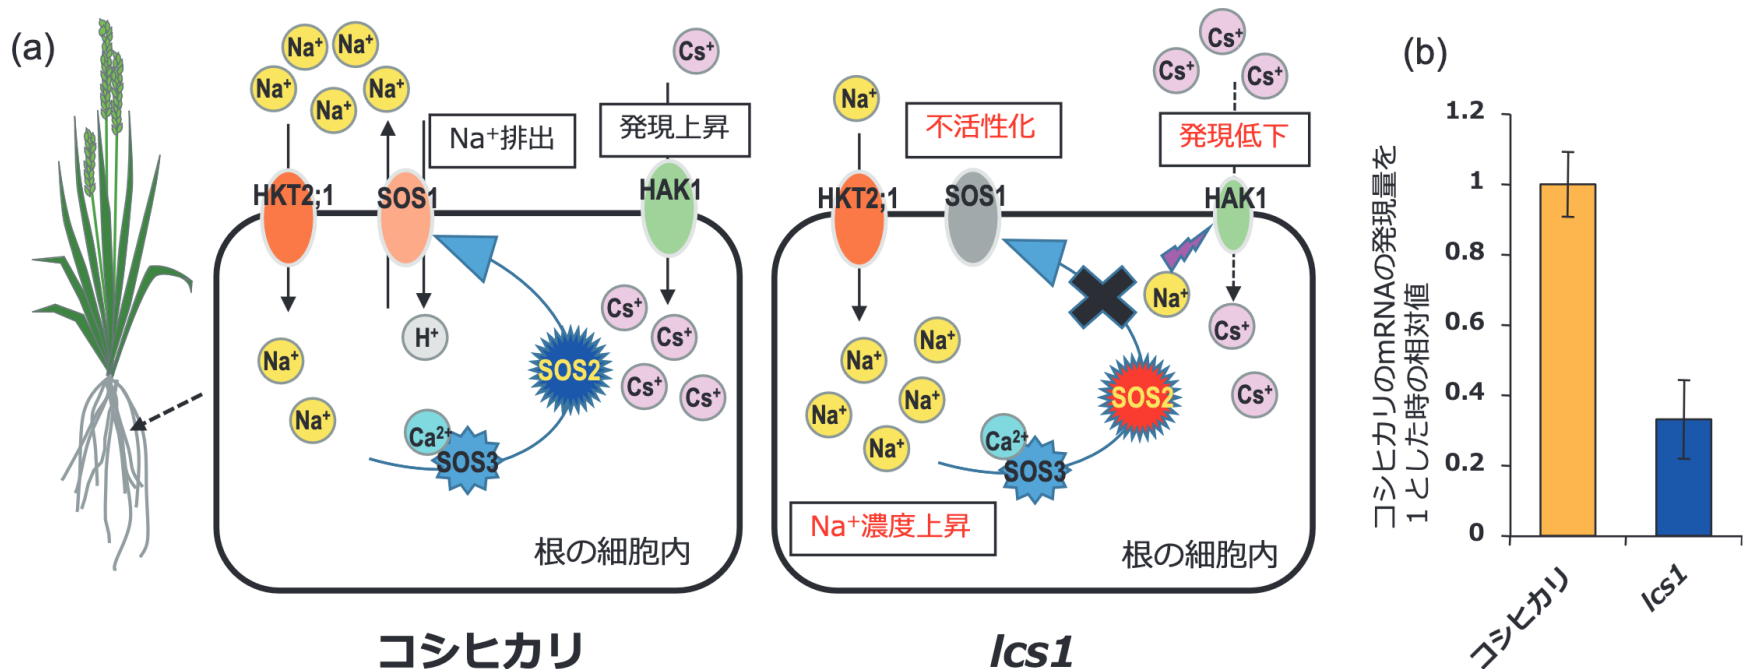 (a)
Na⁺
Na⁺
Na⁺
Na⁺
Na⁺
Na⁺排出
Cs⁺
発現上昇
HKT2;1
SOS1
HAK1
H⁺
Na⁺
Na⁺
Ca²⁺
SOS3
SOS2
Cs⁺
Cs⁺
Cs⁺
Cs⁺
根の細胞内
コシヒカリ
Na⁺
不活性化
Cs⁺
Cs⁺
Cs⁺
発現低下
HKT2;1
SOS1
HAK1
Na⁺
Cs⁺
Cs⁺
Na⁺
Na⁺
Na⁺
Na⁺
Na⁺
Ca²⁺
SOS3
SOS2
Na⁺濃度上昇
根の細胞内
lcs1
(b)
コシヒカリのmRNAの発現量を
1とした時の相対値
1.2
1
0.8
0.6
0.4
0.2
0
コシヒカリ
lcs1